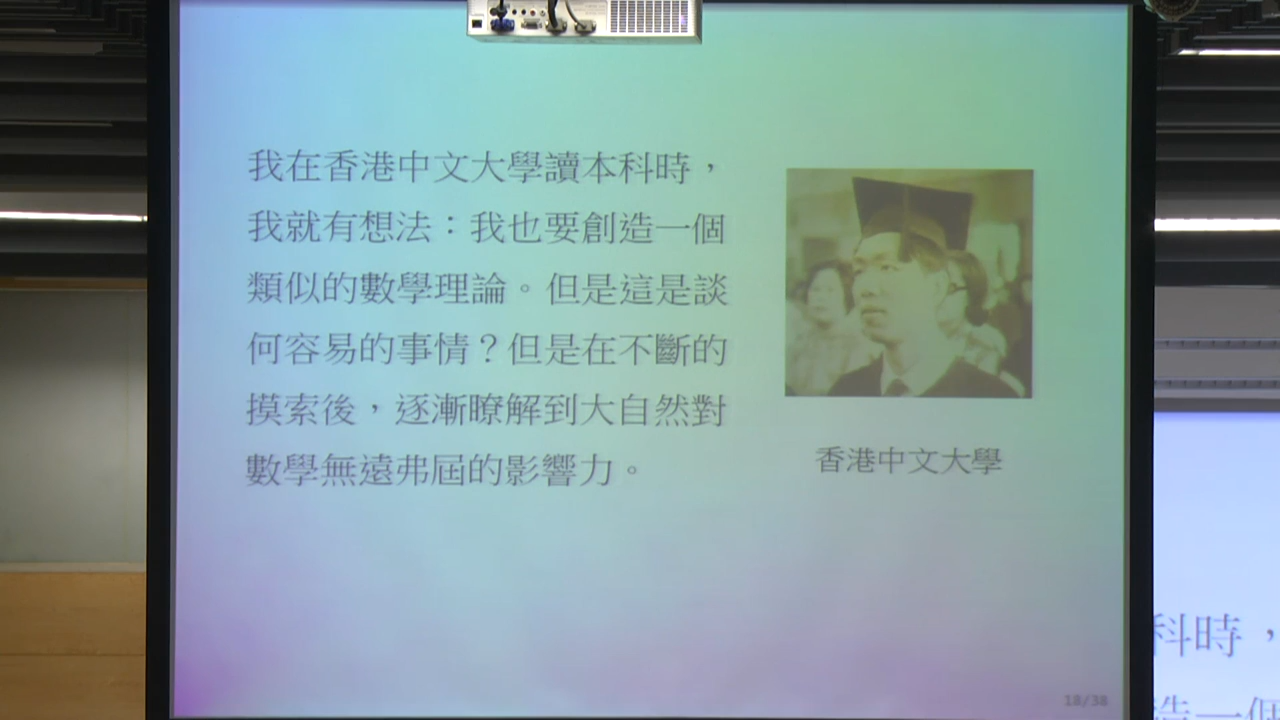 我在香港中文大學讀本科時，
我就有想法：我也要創造一個
類似的數學理論。但是這是談
何容易的事情？但是在不斷的
摸索後，逐漸瞭解到大自然對
數學無遠弗屆的影響力。
香港中文大學
18/38
科時，
造一個